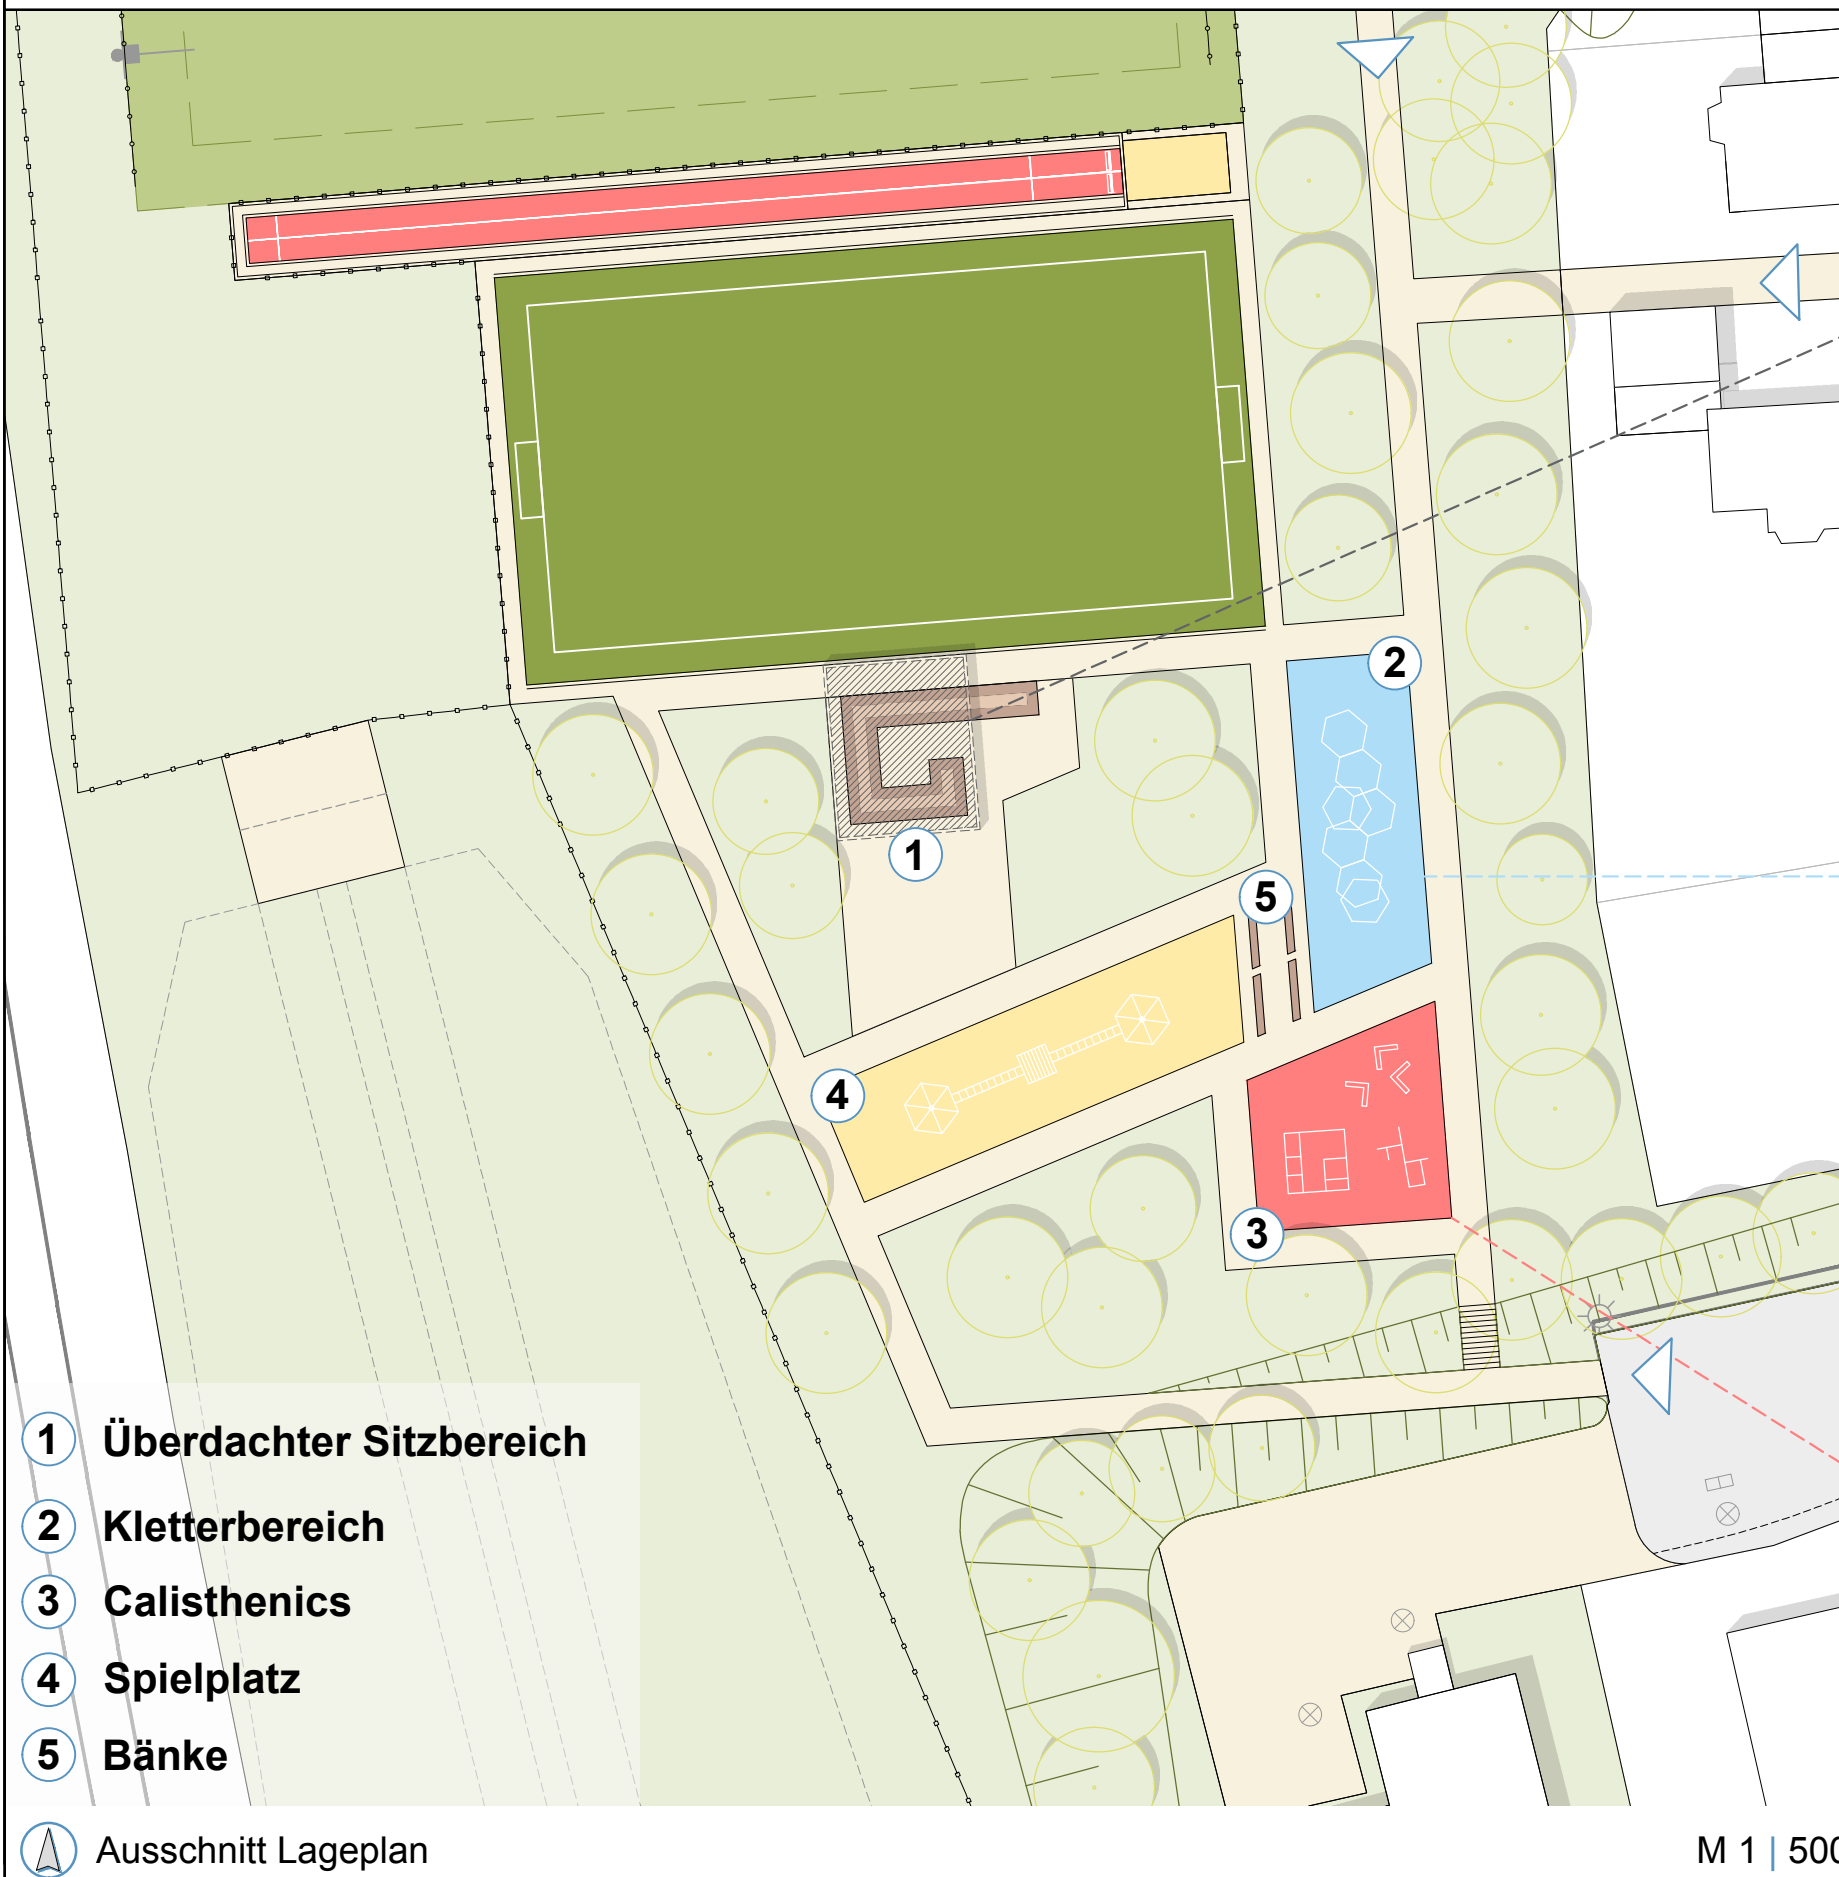 2
1
5
4
3
1 Überdachter Sitzbereich
2 Kletterbereich
3 Calisthenics
4 Spielplatz
5 Bänke
Ausschnitt Lageplan
M 1 | 500